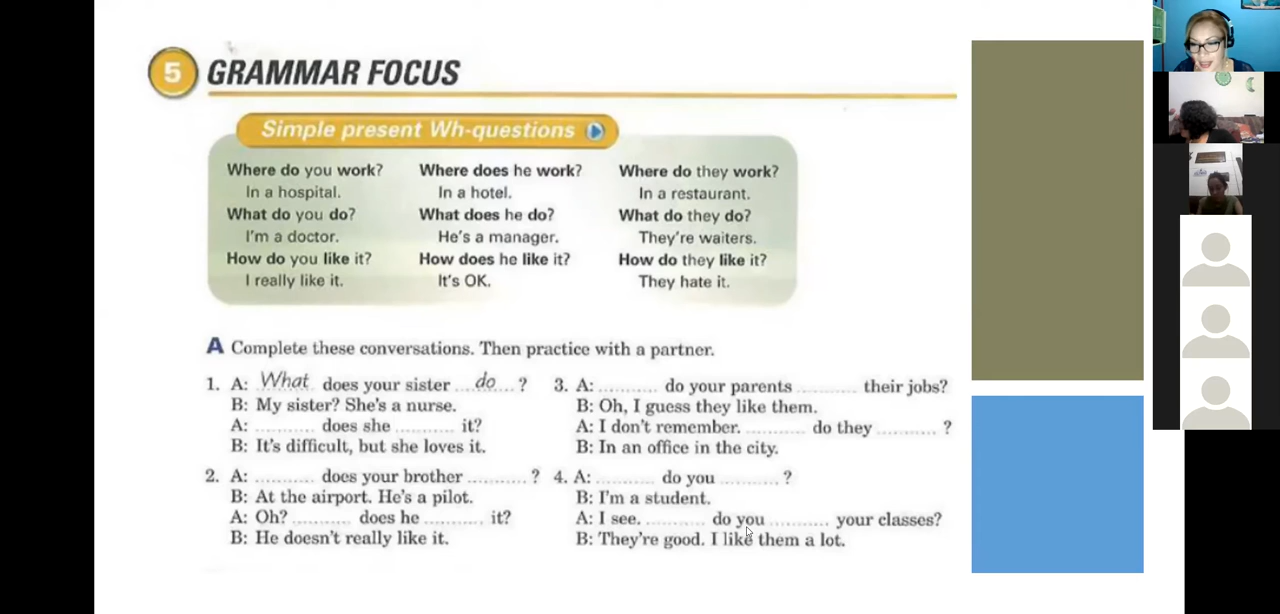 5 GRAMMAR FOCUS
Simple present Wh-questions
Where do you work?
In a hospital.
What do you do?
I'm a doctor.
How do you like it?
I really like it.
Where does he work?
In a hotel.
What does he do?
He's a manager.
How does he like it?
It's OK.
Where do they work?
In a restaurant.
What do they do?
They're waiters.
How do they like it?
They hate it.
A Complete these conversations. Then practice with a partner.
1. A: What does your sister do ?
B: My sister? She's a nurse.
A: .......... does she .......... it?
B: It's difficult, but she loves it.
2. A: .......... does your brother .......... ?
B: At the airport. He's a pilot.
A: Oh? .......... does he .......... it?
B: He doesn't really like it.
3. A: .......... do your parents .......... their jobs?
B: Oh, I guess they like them.
A: I don't remember. .......... do they .......... ?
B: In an office in the city.
4. A: .......... do you .......... ?
B: I'm a student.
A: I see. .......... do you .......... your classes?
B: They're good. I like them a lot.